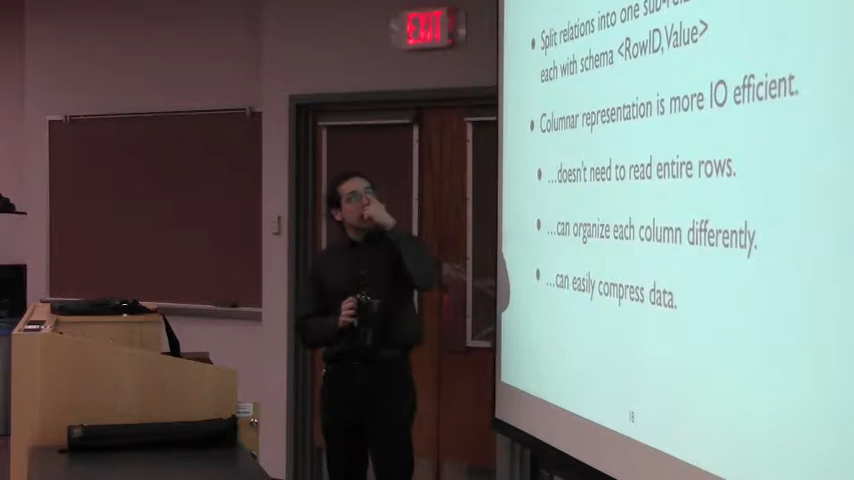 EXIT
• Split relations into one
each with schema <RowID,Value>
• Columnar representation is more IO efficient.
• ...doesn't need to read entire rows.
• ...can organize each column differently.
• ...can easily compress data.
18